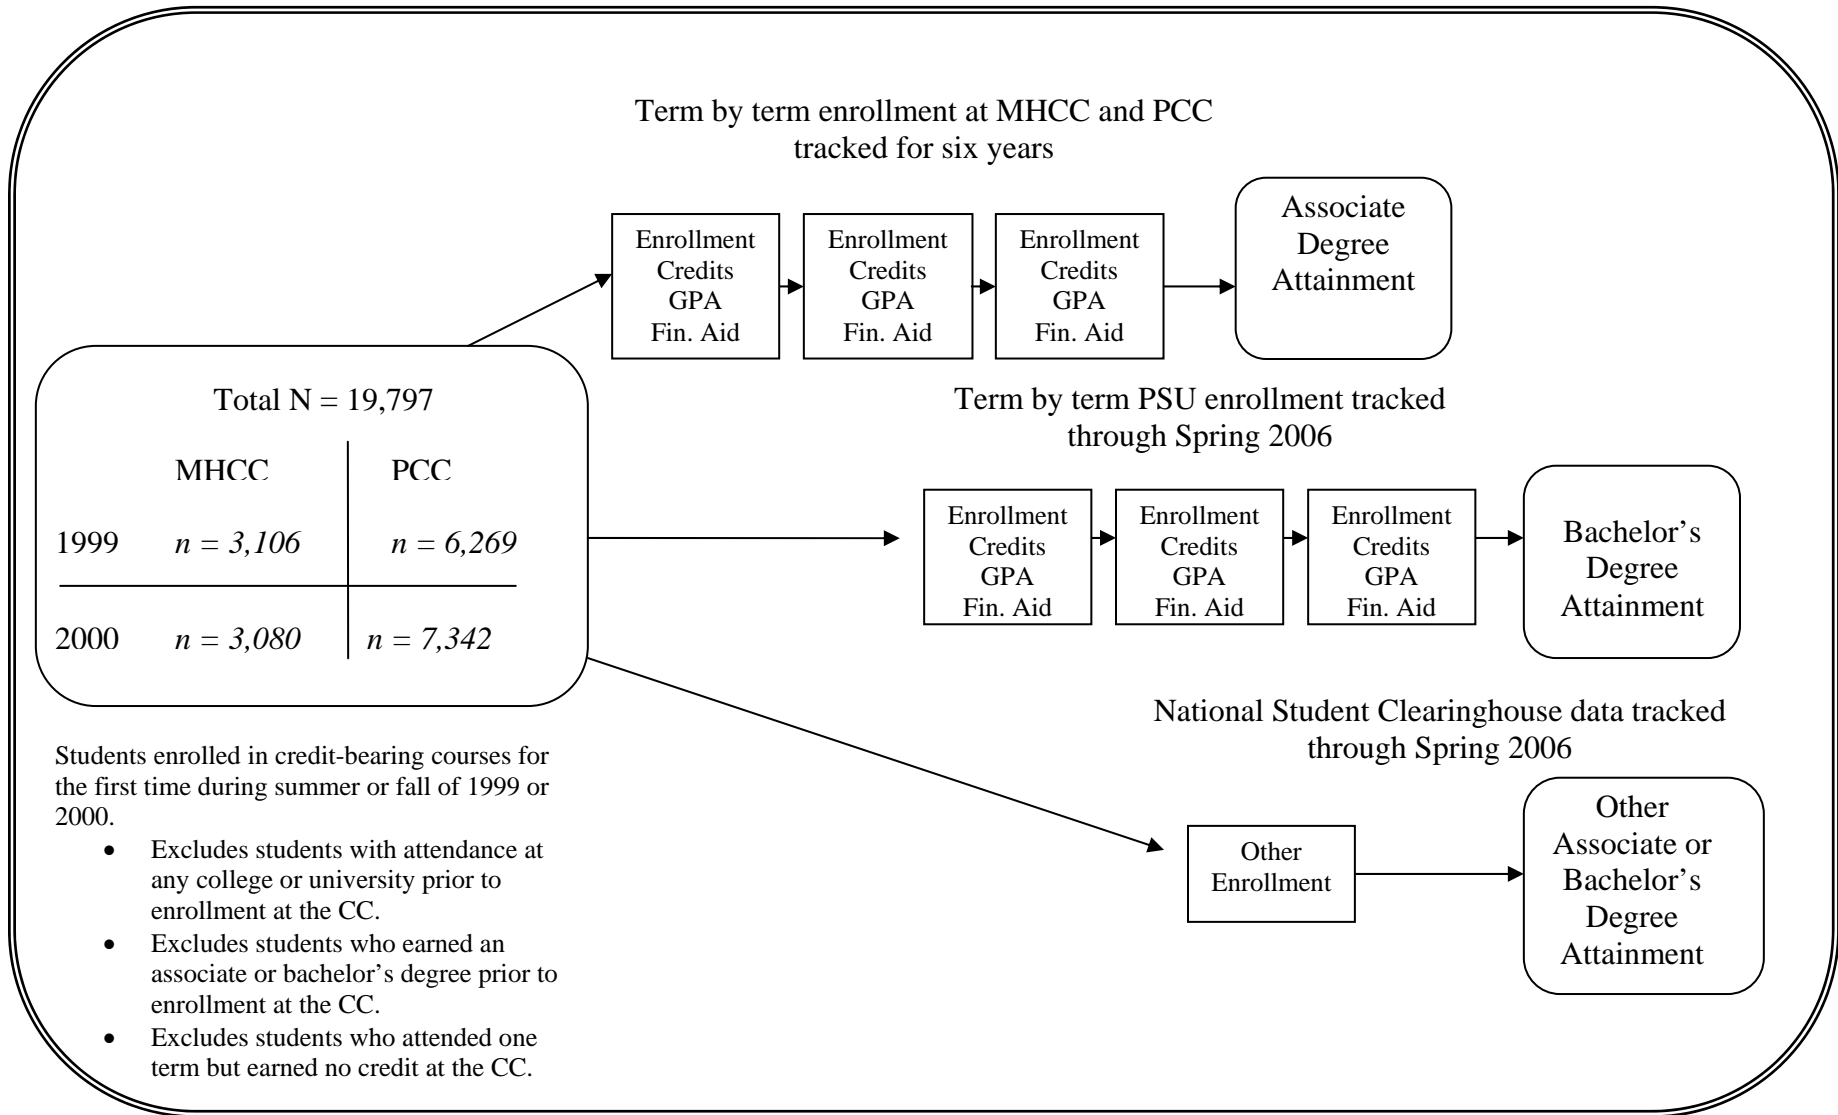 Term by term enrollment at MHCC and PCC
tracked for six years
Enrollment
Credits
GPA
Fin. Aid
Enrollment
Credits
GPA
Fin. Aid
Enrollment
Credits
GPA
Fin. Aid
Associate
Degree
Attainment
Total N = 19,797
MHCC PCC
1999 n = 3,106 n = 6,269
2000 n = 3,080 n = 7,342
Term by term PSU enrollment tracked
through Spring 2006
Enrollment
Credits
GPA
Fin. Aid
Enrollment
Credits
GPA
Fin. Aid
Enrollment
Credits
GPA
Fin. Aid
Bachelor’s
Degree
Attainment
National Student Clearinghouse data tracked
through Spring 2006
Other
Enrollment
Other
Associate or
Bachelor’s
Degree
Attainment
Students enrolled in credit-bearing courses for
the first time during summer or fall of 1999 or
2000.
• Excludes students with attendance at
any college or university prior to
enrollment at the CC.
• Excludes students who earned an
associate or bachelor’s degree prior to
enrollment at the CC.
• Excludes students who attended one
term but earned no credit at the CC.